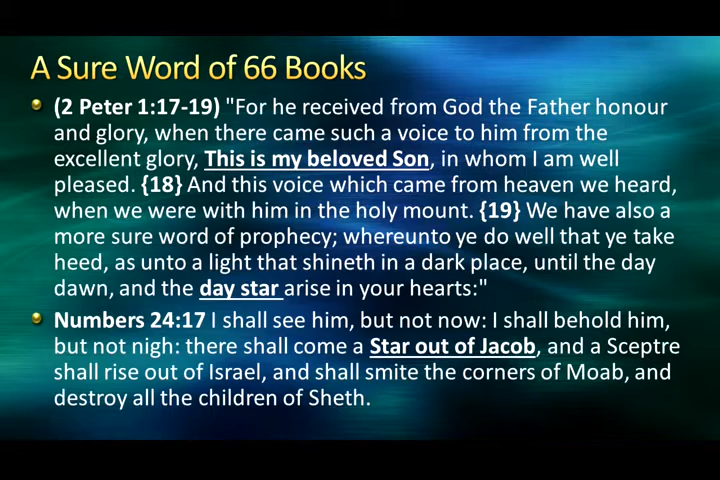 A Sure Word of 66 Books
(2 Peter 1:17-19) "For he received from God the Father honour
and glory, when there came such a voice to him from the
excellent glory, This is my beloved Son, in whom I am well
pleased. {18} And this voice which came from heaven we heard,
when we were with him in the holy mount. {19} We have also a
more sure word of prophecy; whereunto ye do well that ye take
heed, as unto a light that shineth in a dark place, until the day
dawn, and the day star arise in your hearts:"
Numbers 24:17 I shall see him, but not now: I shall behold him,
but not nigh: there shall come a Star out of Jacob, and a Sceptre
shall rise out of Israel, and shall smite the corners of Moab, and
destroy all the children of Sheth.